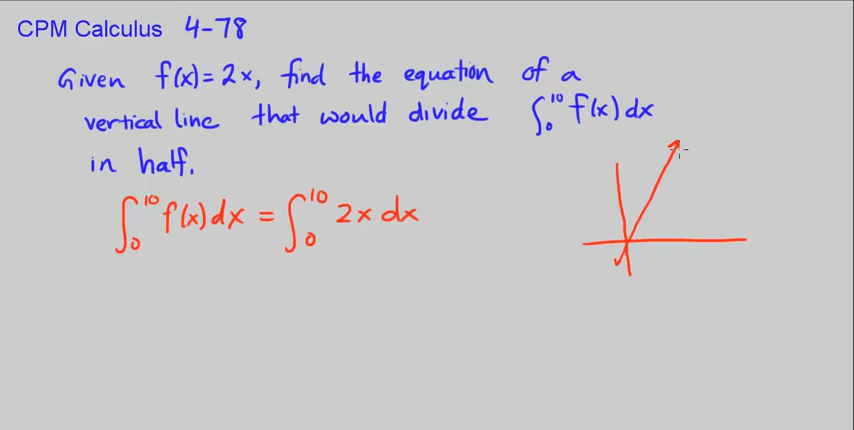 CPM Calculus 4-78
Given f(x) = 2x, find the equation of a
vertical line that would divide ∫₀¹⁰ f(x) dx
in half.
∫₀¹⁰ f(x) dx = ∫₀¹⁰ 2x dx